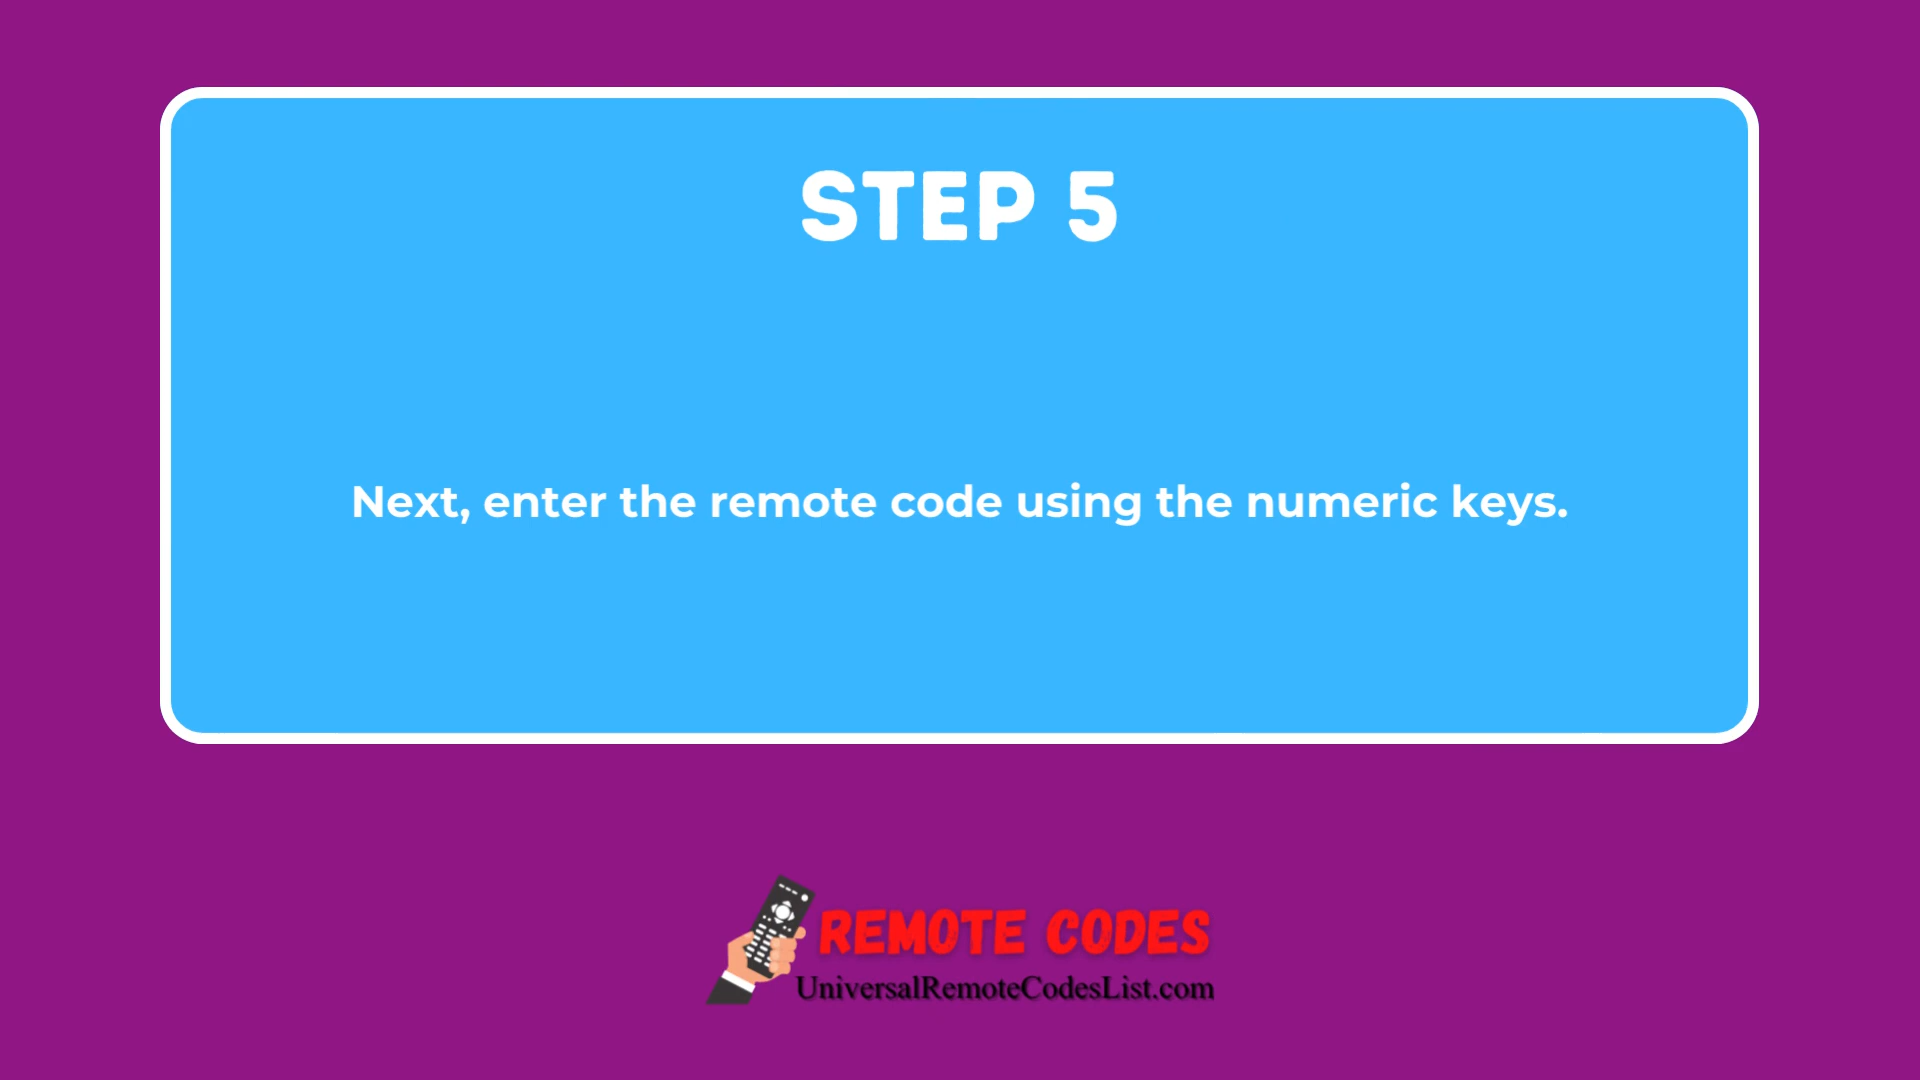 STEP 5
Next, enter the remote code using the numeric keys.
REMOTE CODES
UniversalRemoteCodesList.com